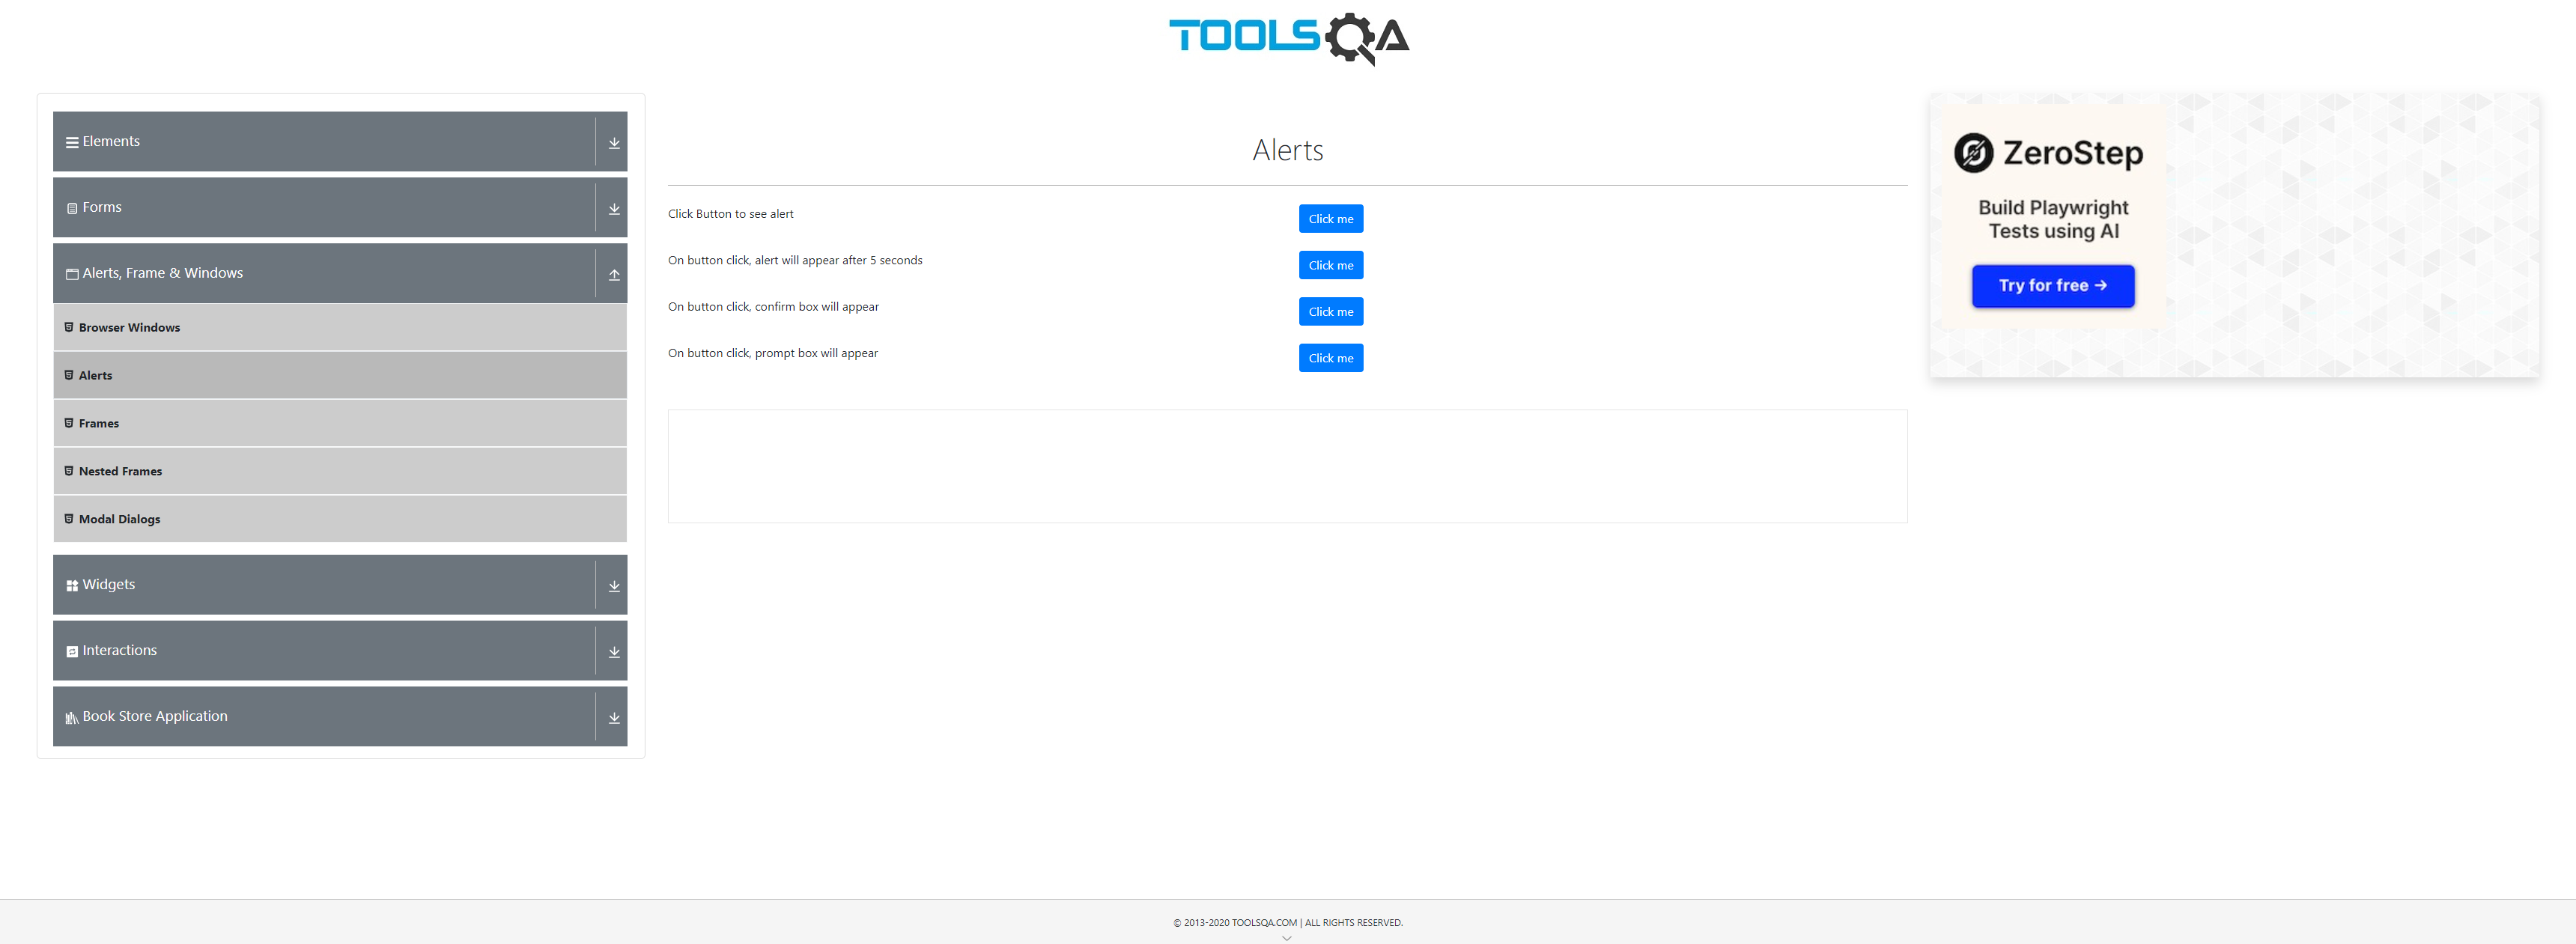 TOOLSQA
Elements
Forms
Alerts, Frame & Windows
Browser Windows
Alerts
Frames
Nested Frames
Modal Dialogs
Widgets
Interactions
Book Store Application
Alerts
Click Button to see alert
Click me
On button click, alert will appear after 5 seconds
Click me
On button click, confirm box will appear
Click me
On button click, prompt box will appear
Click me
ZeroStep
Build Playwright
Tests using AI
Try for free →
© 2013-2020 TOOLSQA.COM | ALL RIGHTS RESERVED.